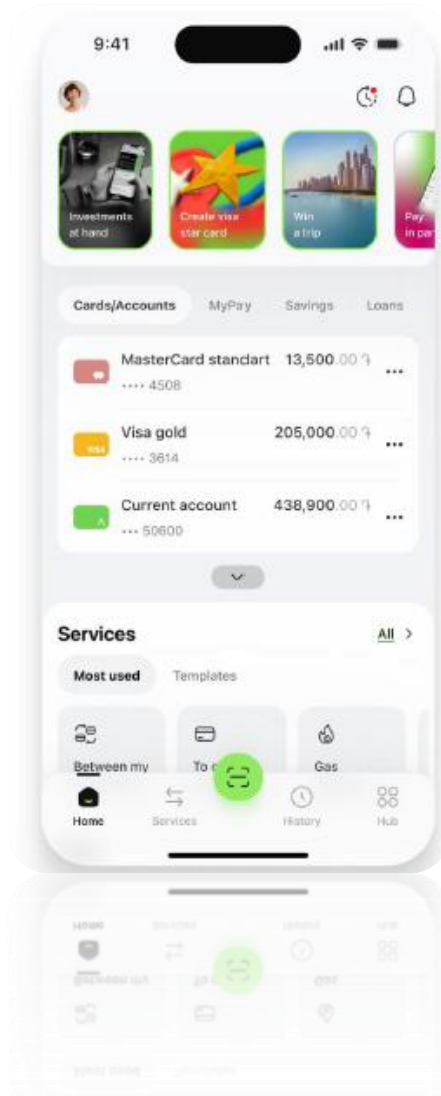 9:41
Investments
at hand
Create visa
star card
Win
a trip
Pay
in par
Cards/Accounts
MyPay
Savings
Loans
MasterCard standart
13,500.00 ֏
•••• 4508
Visa gold
205,000.00 ֏
VISA
•••• 3614
Current account
438,900.00 ֏
••• 50600
Services
All >
Most used
Templates
Between my
To c
Gas
Home
Services
History
Hub